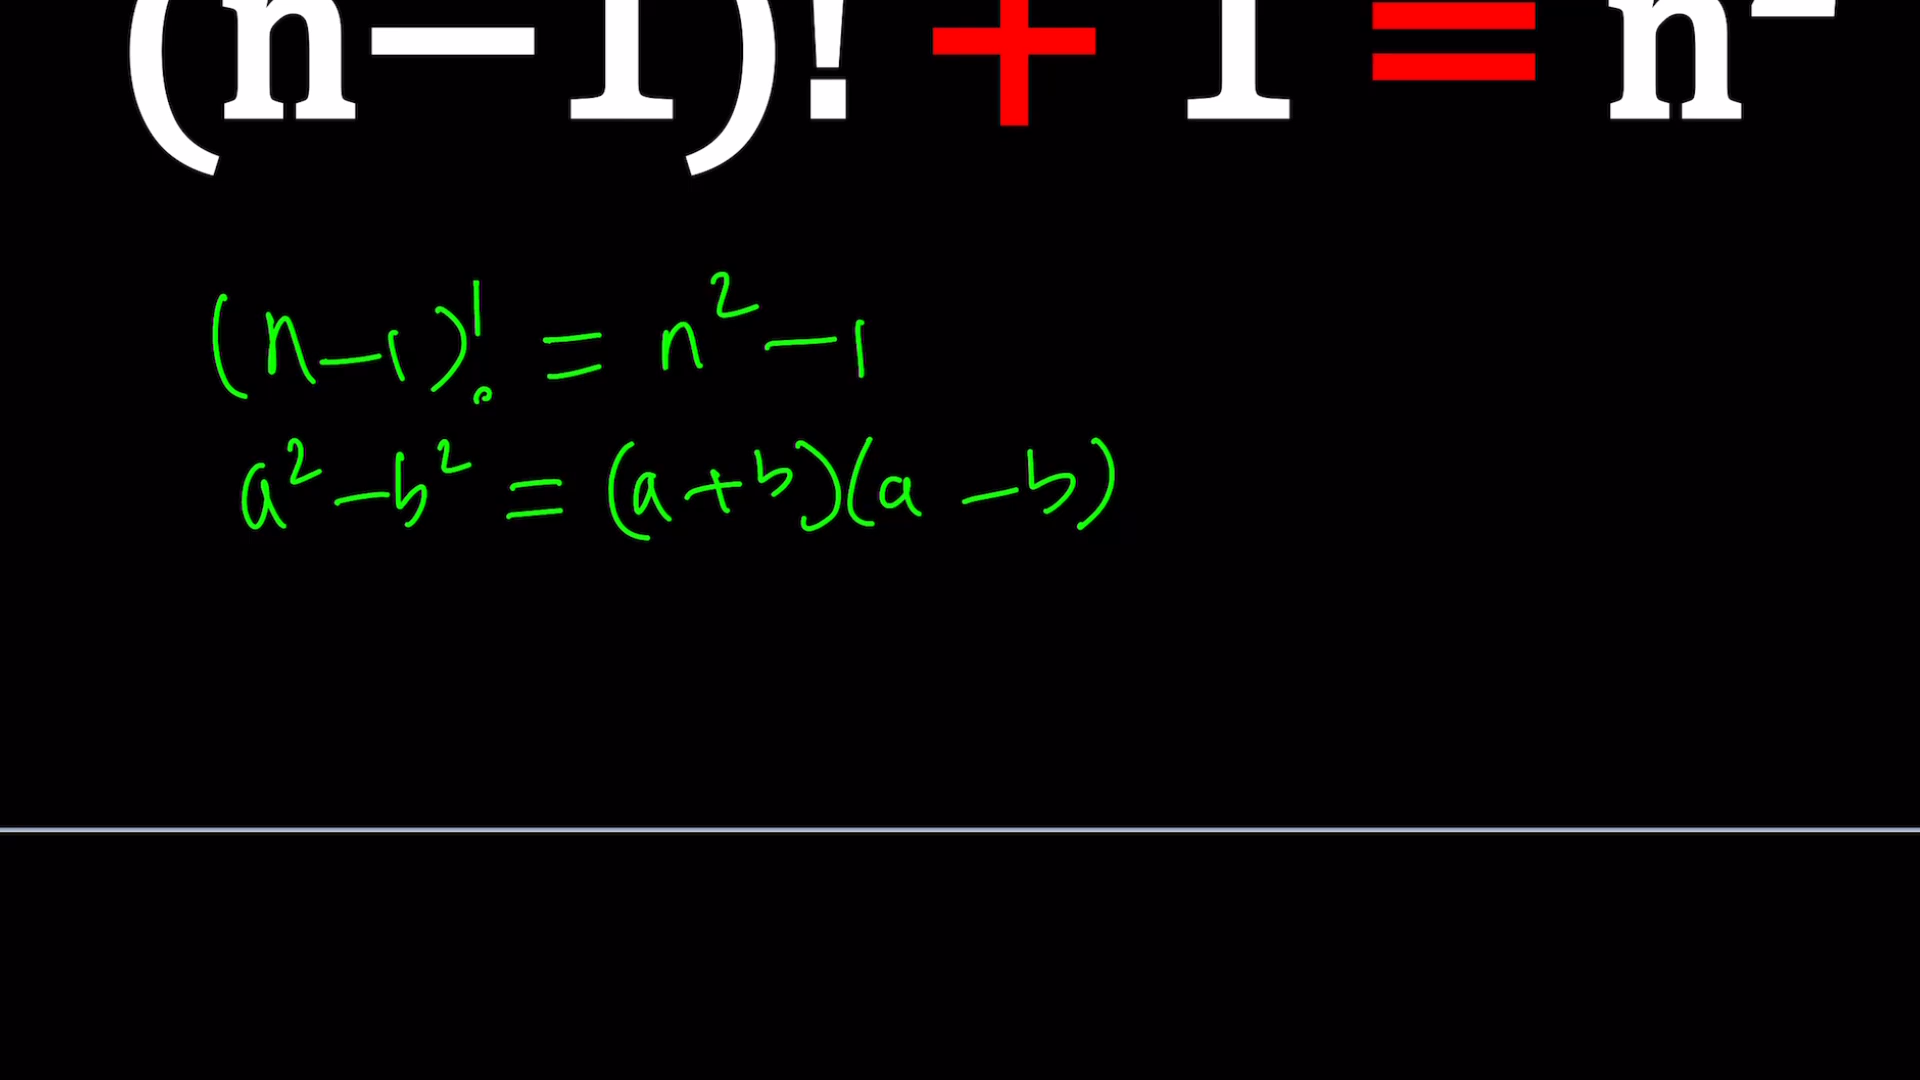 (n−1)! + 1 = n²
(n−1)! = n²−1
a²−b² = (a+b)(a−b)